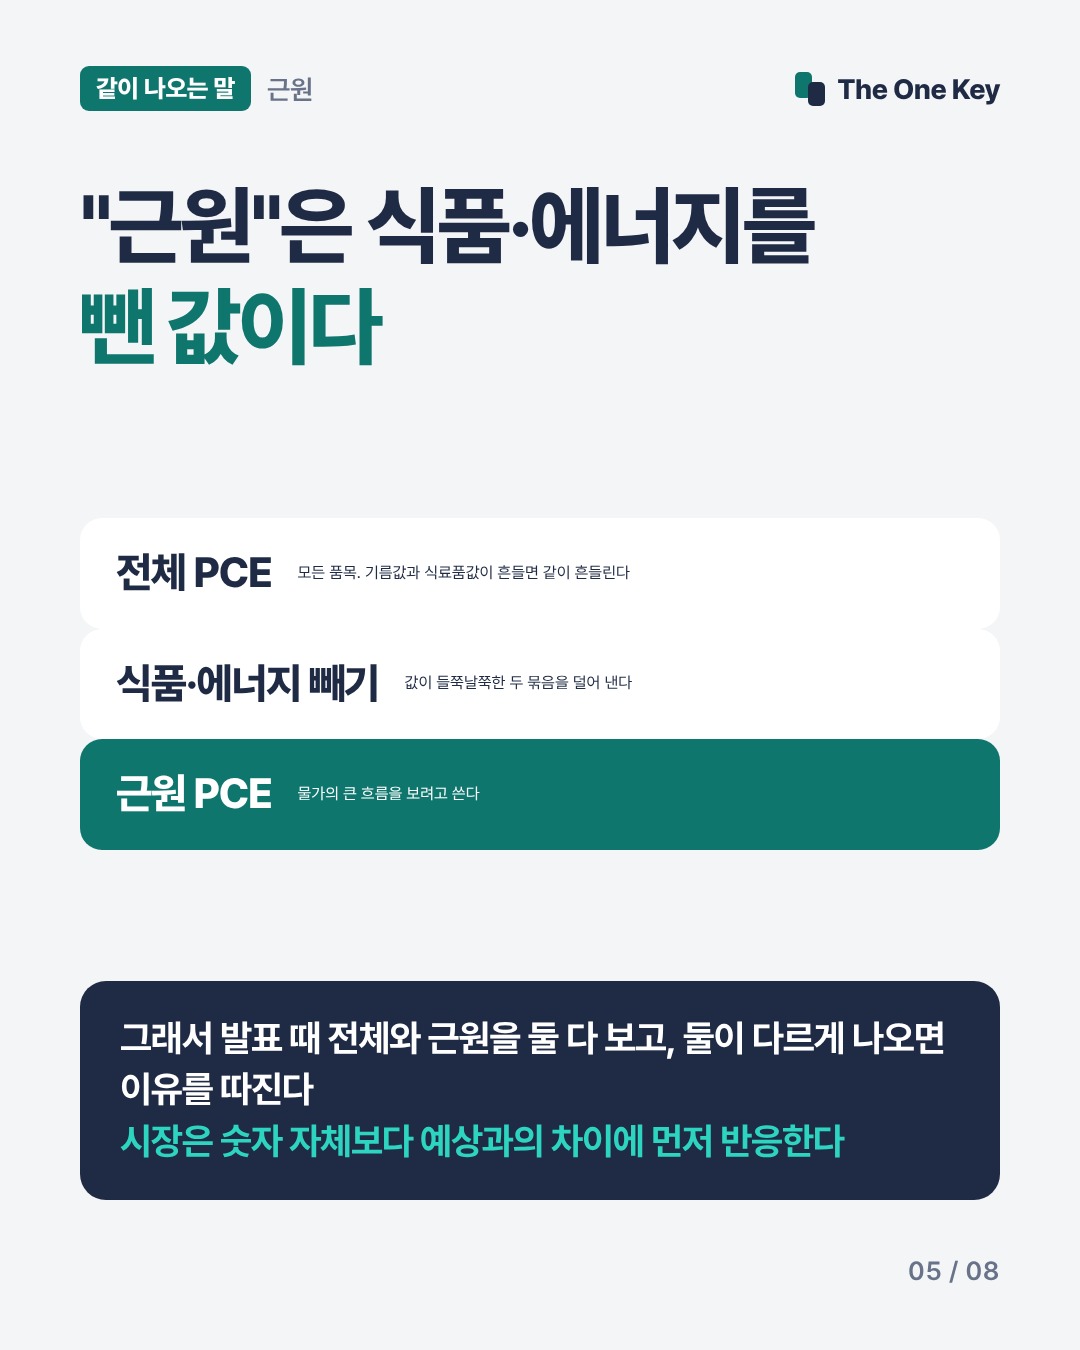 같이 나오는 말 근원
The One Key
"근원"은 식품·에너지를
뺀 값이다
전체 PCE 모든 품목. 기름값과 식료품값이 흔들면 같이 흔들린다
식품·에너지 빼기 값이 들쭉날쭉한 두 묶음을 덜어 낸다
근원 PCE 물가의 큰 흐름을 보려고 쓴다
그래서 발표 때 전체와 근원을 둘 다 보고, 둘이 다르게 나오면
이유를 따진다
시장은 숫자 자체보다 예상과의 차이에 먼저 반응한다
05 / 08